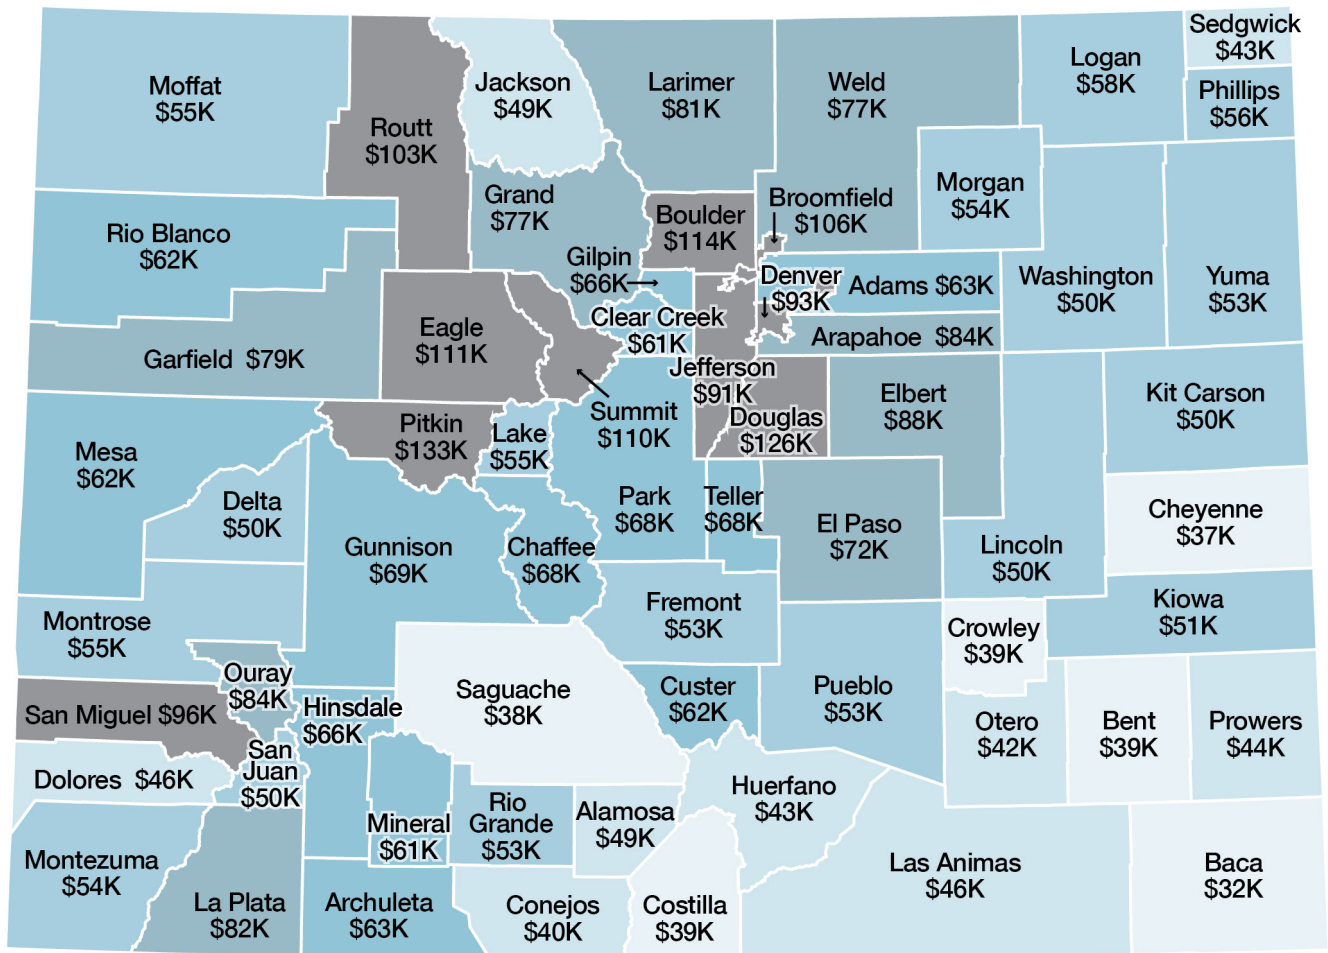 Sedgwick
$43K
Moffat
$55K
Jackson
$49K
Larimer
$81K
Weld
$77K
Logan
$58K
Phillips
$56K
Routt
$103K
Grand
$77K
Boulder
$114K
Broomfield
$106K
Morgan
$54K
Rio Blanco
$62K
Gilpin
$66K
Denver
$93K
Adams $63K
Washington
$50K
Yuma
$53K
Eagle
$111K
Clear Creek
$61K
Arapahoe $84K
Garfield $79K
Jefferson
$91K
Summit
$110K
Douglas
$126K
Elbert
$88K
Kit Carson
$50K
Pitkin
$133K
Lake
$55K
Mesa
$62K
Delta
$50K
Park
$68K
Teller
$68K
El Paso
$72K
Cheyenne
$37K
Gunnison
$69K
Chaffee
$68K
Lincoln
$50K
Montrose
$55K
Fremont
$53K
Kiowa
$51K
Crowley
$39K
Ouray
$84K
Saguache
$38K
Custer
$62K
Pueblo
$53K
San Miguel $96K
Hinsdale
$66K
Otero
$42K
Bent
$39K
Prowers
$44K
Dolores $46K
San
Juan
$50K
Huerfano
$43K
Mineral
$61K
Rio
Grande
$53K
Alamosa
$49K
Montezuma
$54K
Las Animas
$46K
Baca
$32K
La Plata
$82K
Archuleta
$63K
Conejos
$40K
Costilla
$39K